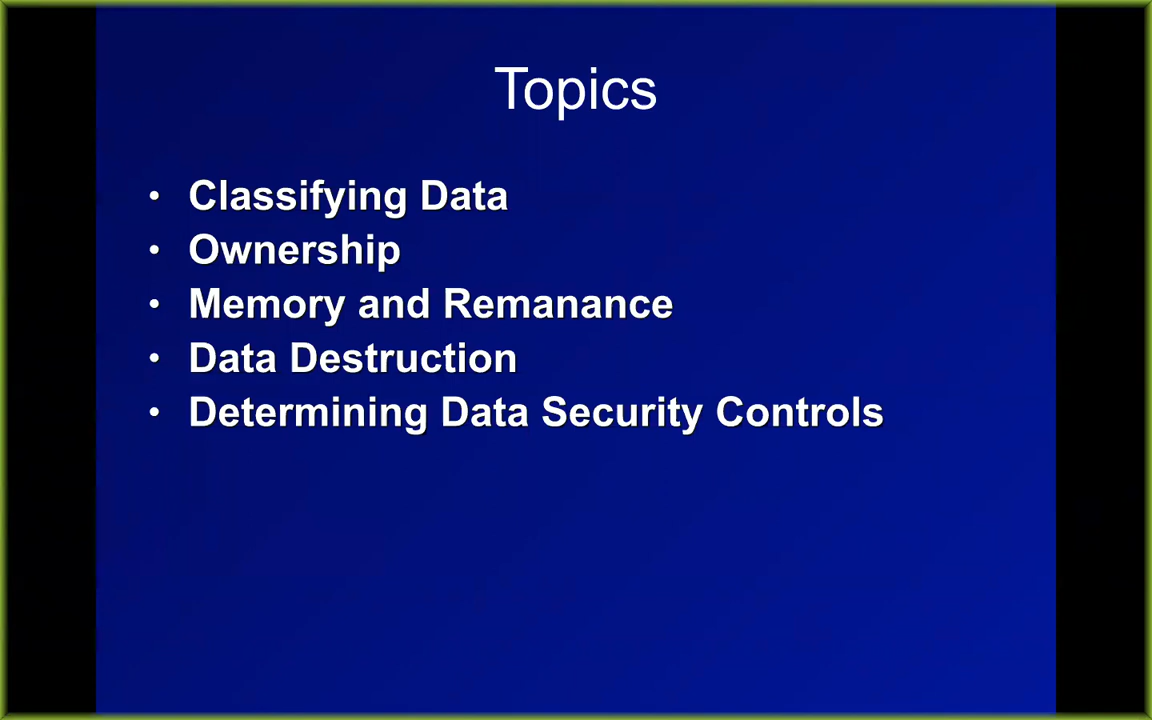 Topics
• Classifying Data
• Ownership
• Memory and Remanance
• Data Destruction
• Determining Data Security Controls